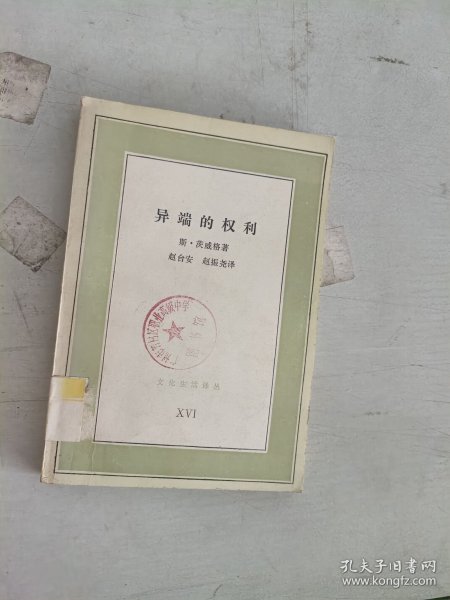 异端的权利
斯·茨威格著
赵台安 赵振尧译
文化生活译丛
XVI
孔夫子旧书网
www.kongfz.com